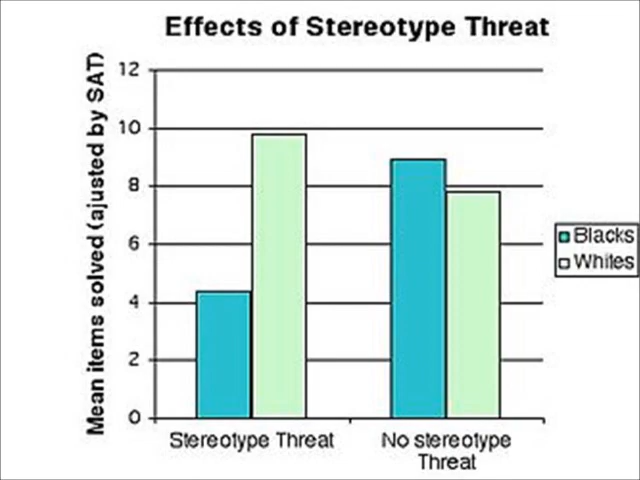 Effects of Stereotype Threat
Mean items solved (ajusted by SAT)
12
10
8
6
4
2
0
Stereotype Threat
No stereotype
Threat
Blacks
Whites